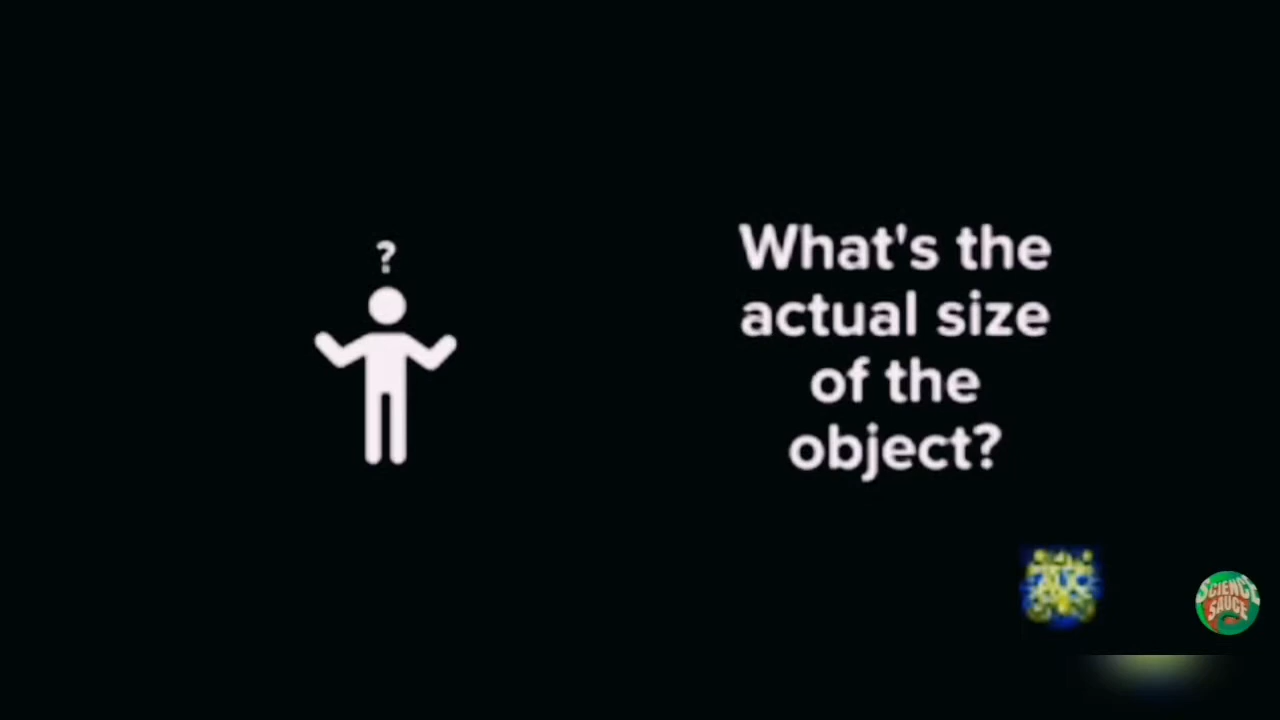 ?
What's the
actual size
of the
object?
SCIENCE
SAUCE